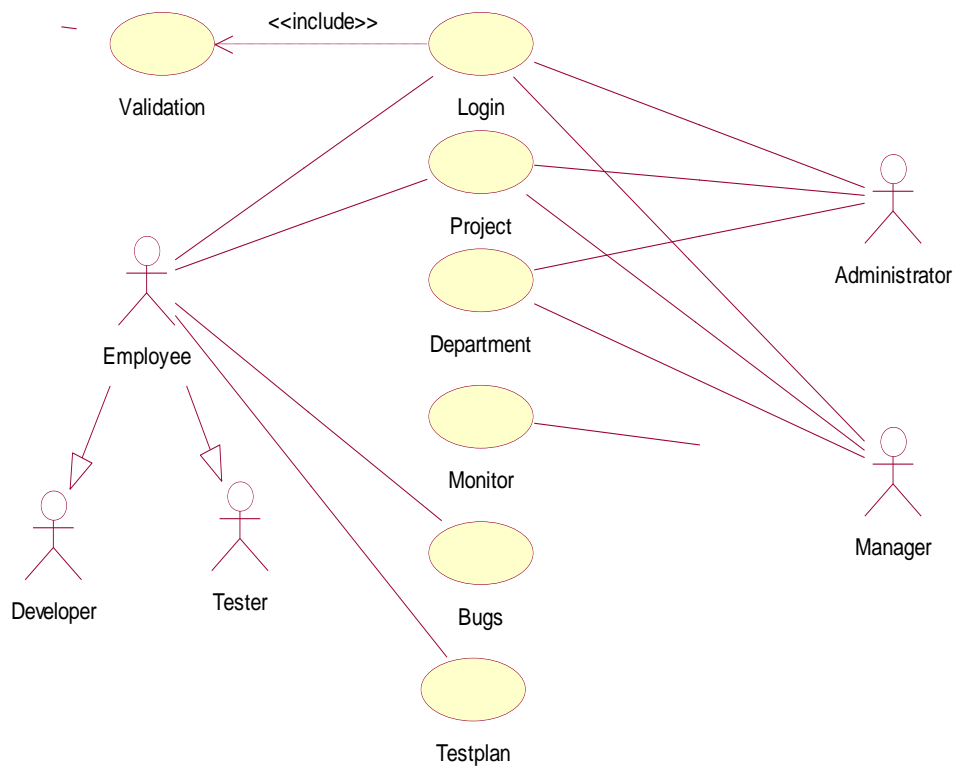 <<include>>
Validation
Login
Project
Administrator
Department
Employee
Monitor
Manager
Developer
Tester
Bugs
Testplan